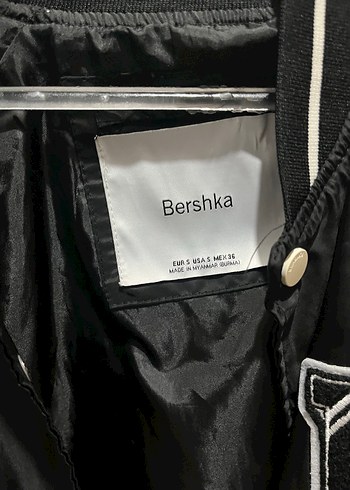 Bershka
EUR S USA S MEX 36
MADE IN MYANMAR (BURMA)